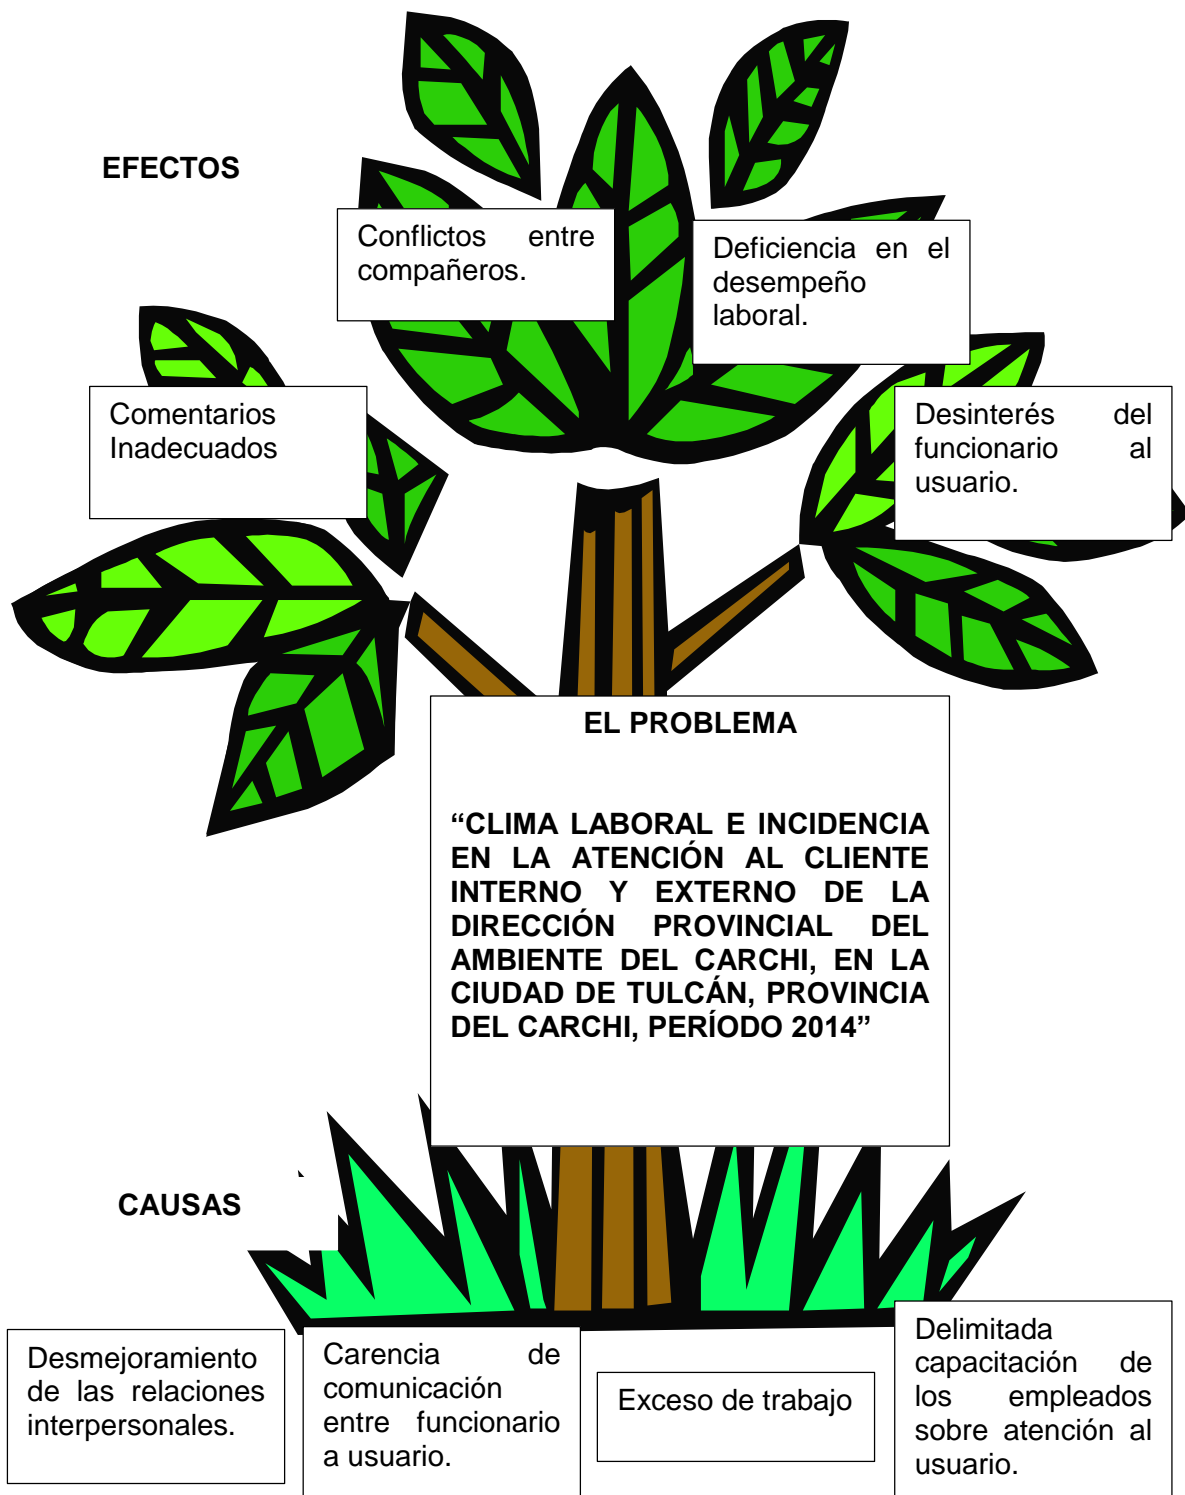 EFECTOS
Conflictos entre
compañeros.
Deficiencia en el
desempeño
laboral.
Comentarios
Inadecuados
Desinterés del
funcionario al
usuario.
EL PROBLEMA
“CLIMA LABORAL E INCIDENCIA
EN LA ATENCIÓN AL CLIENTE
INTERNO Y EXTERNO DE LA
DIRECCIÓN PROVINCIAL DEL
AMBIENTE DEL CARCHI, EN LA
CIUDAD DE TULCÁN, PROVINCIA
DEL CARCHI, PERÍODO 2014”
CAUSAS
Desmejoramiento
de las relaciones
interpersonales.
Carencia de
comunicación
entre funcionario
a usuario.
Exceso de trabajo
Delimitada
capacitación de
los empleados
sobre atención al
usuario.